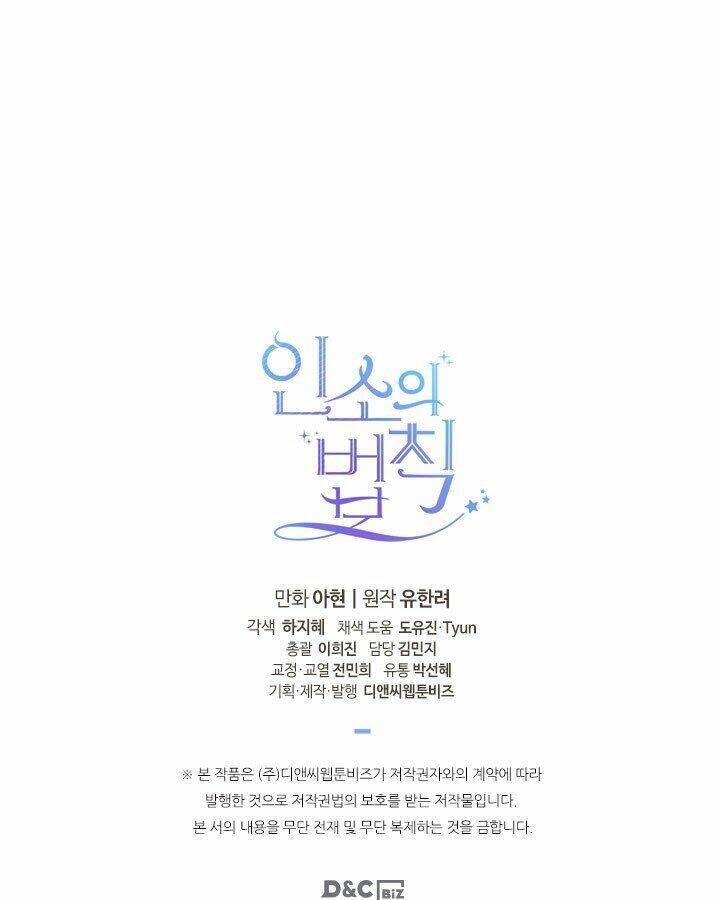 인소의
법칙
만화 아현 | 원작 유한려
각색 하지혜 채색 도움 도유진·Tyun
총괄 이희진 담당 김민지
교정·교열 전민희 유통 박선혜
기획·제작·발행 디앤씨웹툰비즈
※ 본 작품은 (주)디앤씨웹툰비즈가 저작권자와의 계약에 따라
발행한 것으로 저작권법의 보호를 받는 저작물입니다.
본 서의 내용을 무단 전재 및 무단 복제하는 것을 금합니다.
D&C BIZ